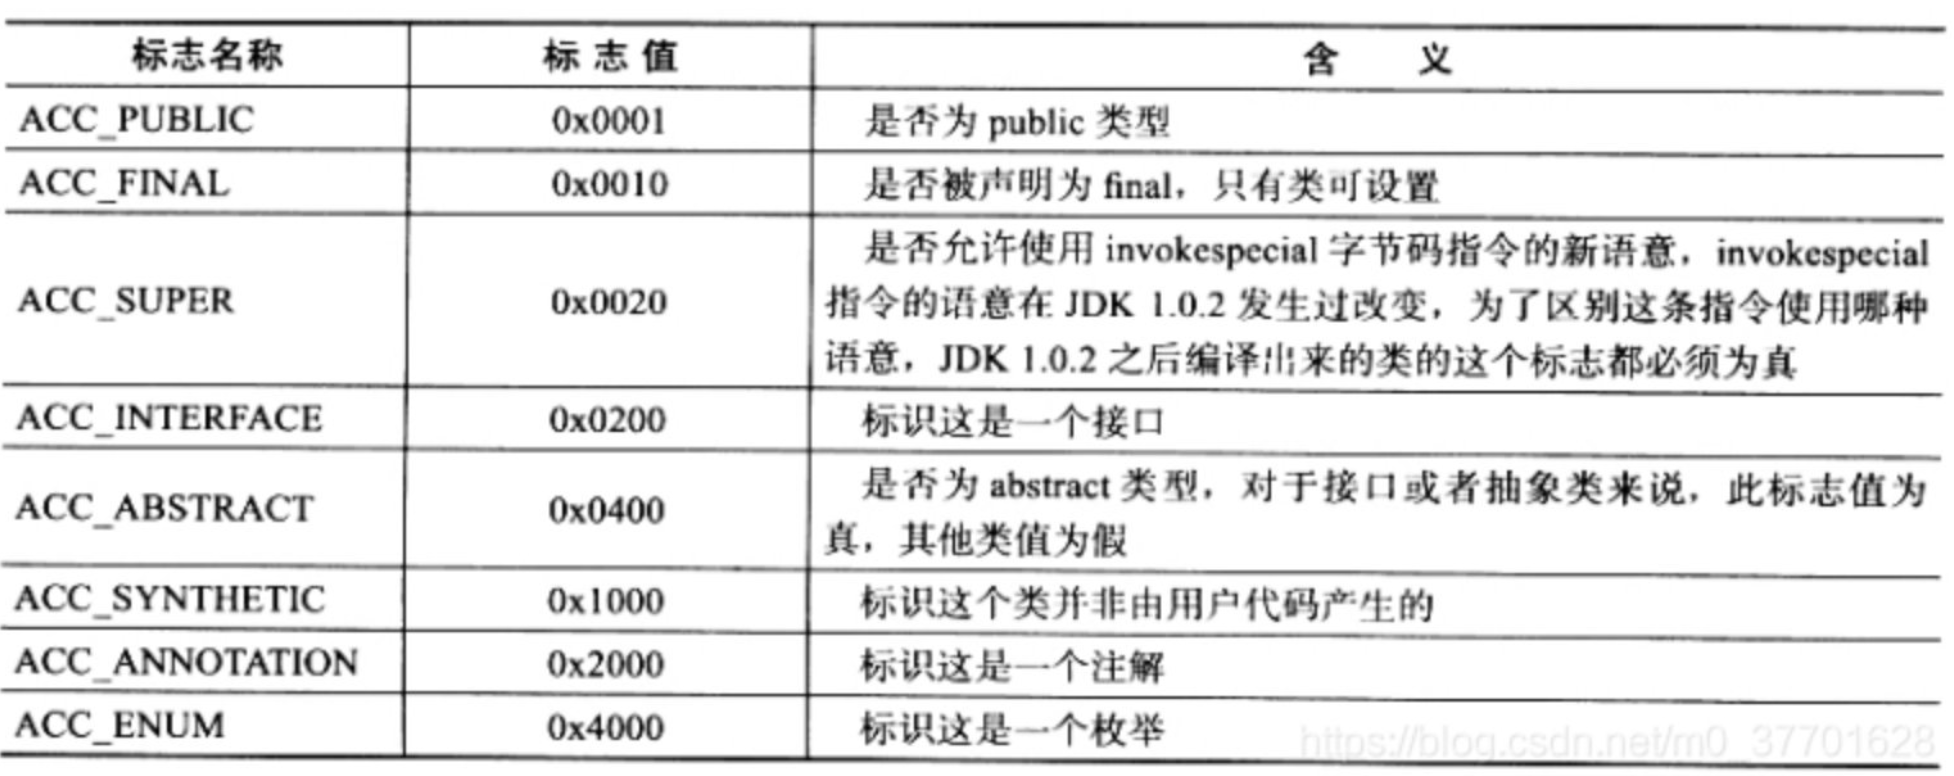 标志名称 标志值 含义
ACC_PUBLIC 0x0001 是否为 public 类型
ACC_FINAL 0x0010 是否被声明为 final，只有类可设置
是否允许使用 invokespecial 字节码指令的新语意，invokespecial
ACC_SUPER 0x0020 指令的语意在 JDK 1.0.2 发生过改变，为了区别这条指令使用哪种
语意，JDK 1.0.2 之后编译出来的类的这个标志都必须为真
ACC_INTERFACE 0x0200 标识这是一个接口
ACC_ABSTRACT 0x0400 是否为 abstract 类型，对于接口或者抽象类来说，此标志值为
真，其他类值为假
ACC_SYNTHETIC 0x1000 标识这个类并非由用户代码产生的
ACC_ANNOTATION 0x2000 标识这是一个注解
ACC_ENUM 0x4000 标识这是一个枚举
https://blog.csdn.net/m0_37701628